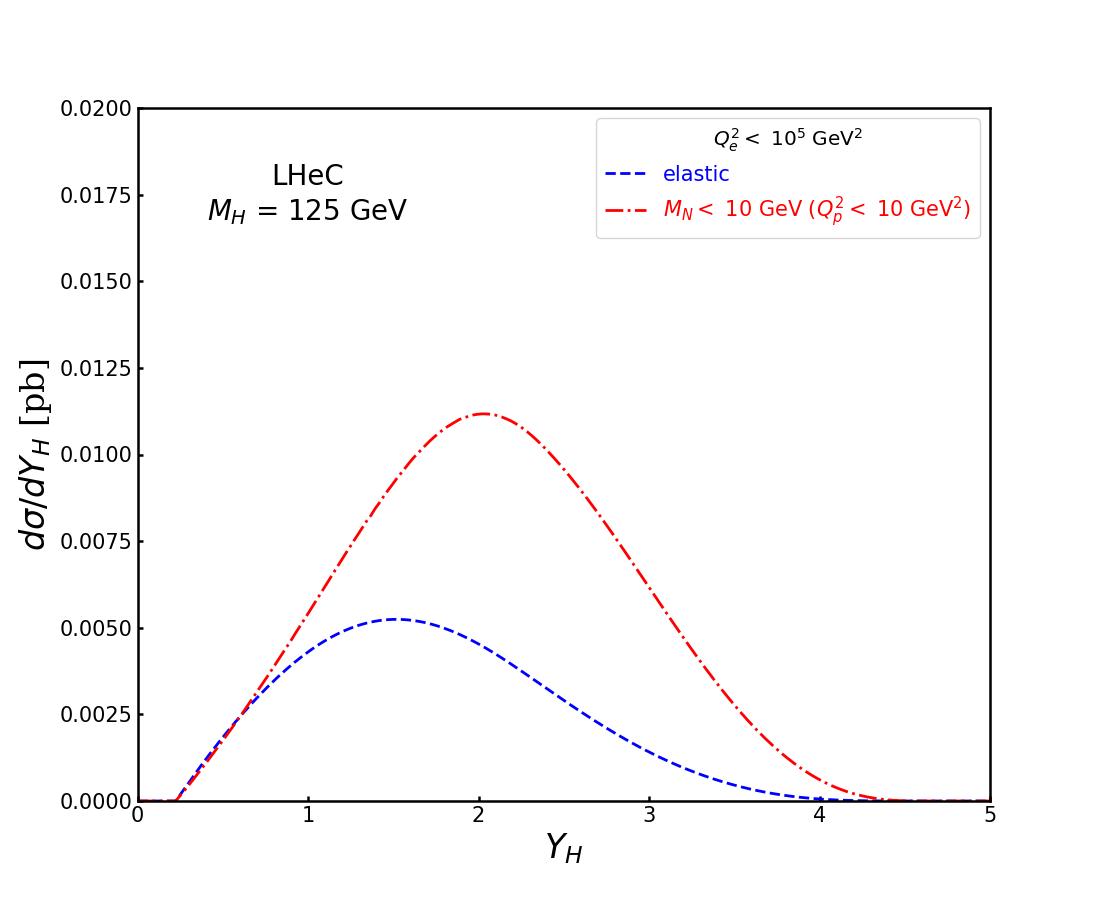 LHeC
M_H = 125 GeV
Q_e^2 < 10^5 GeV^2
elastic
M_N < 10 GeV (Q_p^2 < 10 GeV^2)
dσ/dY_H [pb]
0.0200
0.0175
0.0150
0.0125
0.0100
0.0075
0.0050
0.0025
0.0000
0 1 2 3 4 5
Y_H